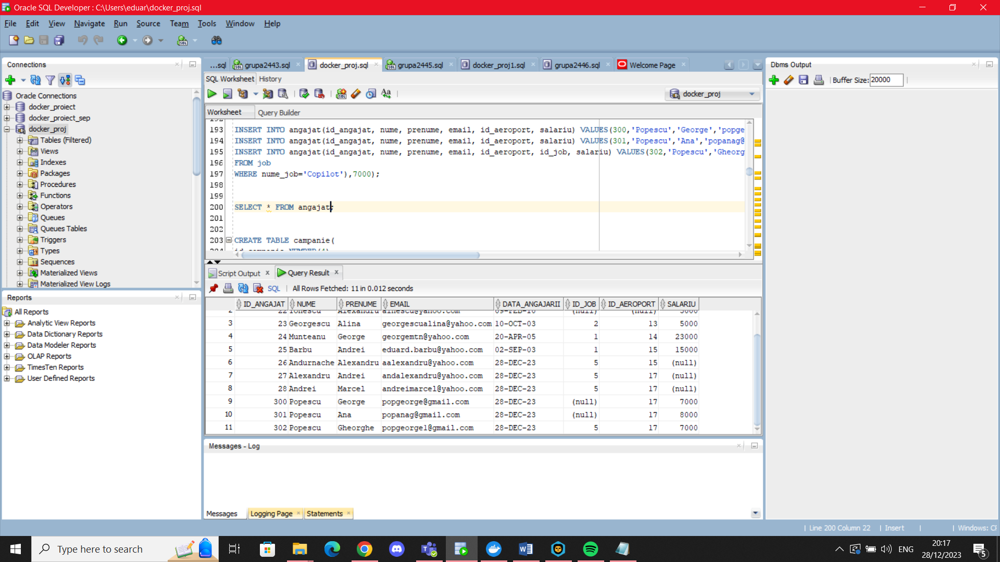 Oracle SQL Developer : C:\Users\eduar\docker_proj.sql
File Edit View Navigate Run Source Team Tools Window Help
Connections
Oracle Connections
docker_proiect
docker_proiect_sep
docker_proj
Tables (Filtered)
Views
Indexes
Packages
Procedures
Functions
Operators
Queues
Queues Tables
Triggers
Types
Sequences
Materialized Views
Materialized View Logs
Reports
All Reports
Analytic View Reports
Data Dictionary Reports
Data Modeler Reports
OLAP Reports
TimesTen Reports
User Defined Reports
...sql grupa2443.sql docker_proj.sql grupa2445.sql docker_proj1.sql grupa2446.sql Welcome Page
SQL Worksheet History
docker_proj
Worksheet Query Builder
192
193 INSERT INTO angajat(id_angajat, nume, prenume, email, id_aeroport, salariu) VALUES(300,'Popescu','George','popge
194 INSERT INTO angajat(id_angajat, nume, prenume, email, id_aeroport, salariu) VALUES(301,'Popescu','Ana','popanag@
195 INSERT INTO angajat(id_angajat, nume, prenume, email, id_aeroport, id_job, salariu) VALUES(302,'Popescu','Gheorg
196 FROM job
197 WHERE nume_job='Copilot'),7000);
198
199
200 SELECT * FROM angajat;
201
202
203 CREATE TABLE campanie(
204 id_campanie NUMBER(4)
Script Output Query Result
SQL All Rows Fetched: 11 in 0.012 seconds
ID_ANGAJAT NUME PRENUME EMAIL DATA_ANGAJARII ID_JOB ID_AEROPORT SALARIU
2 22 Ionescu Alexandru alnescu@yahoo.com 09-FEB-10 (null) (null) 3000
3 23 Georgescu Alina georgescualina@yahoo.com 10-OCT-03 2 13 5000
4 24 Munteanu George georgemtn@yahoo.com 20-APR-05 1 14 23000
5 25 Barbu Andrei eduard.barbu@yahoo.com 02-SEP-03 1 15 15000
6 26 Andurnache Alexandru aalexandru@yahoo.com 28-DEC-23 5 15 (null)
7 27 Alexandru Andrei andalexandru@yahoo.com 28-DEC-23 5 17 (null)
8 28 Andrei Marcel andreimarcel@yahoo.com 28-DEC-23 5 17 (null)
9 300 Popescu George popgeorge@gmail.com 28-DEC-23 (null) 17 7000
10 301 Popescu Ana popanag@gmail.com 28-DEC-23 (null) 17 8000
11 302 Popescu Gheorghe popgeorgel@gmail.com 28-DEC-23 5 17 7000
Messages - Log
Messages Logging Page Statements
Dbms Output
Buffer Size: 20000
Line 200 Column 22 Insert Windows: CF
Type here to search
ENG
20:17
28/12/2023
5